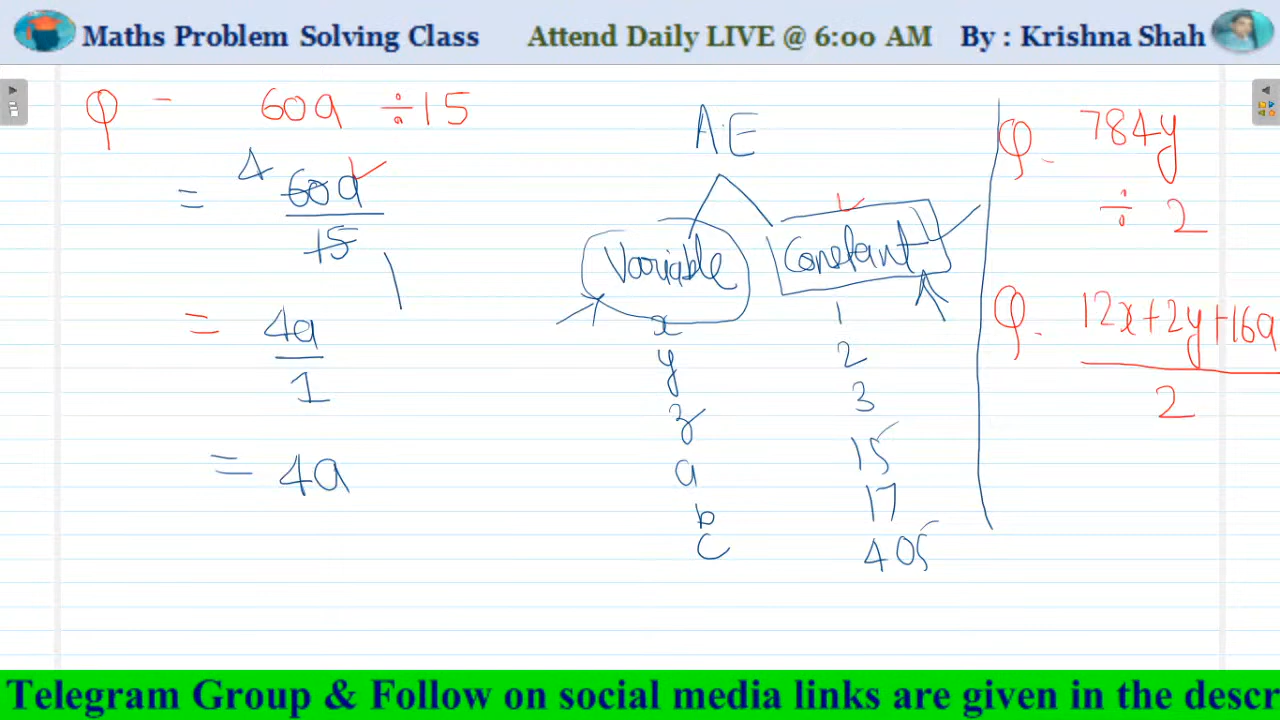 Maths Problem Solving Class Attend Daily LIVE @ 6:00 AM By : Krishna Shah
Q - 60a ÷ 15
= 4 60a
15
= 4a
1
= 4a
A.E
Variable Constant
x 1
y 2
z 3
a 15
b 17
c 405
Q - 784y
÷ 2
Q. 12x+2y+16a
2
Telegram Group & Follow on social media links are given in the descr